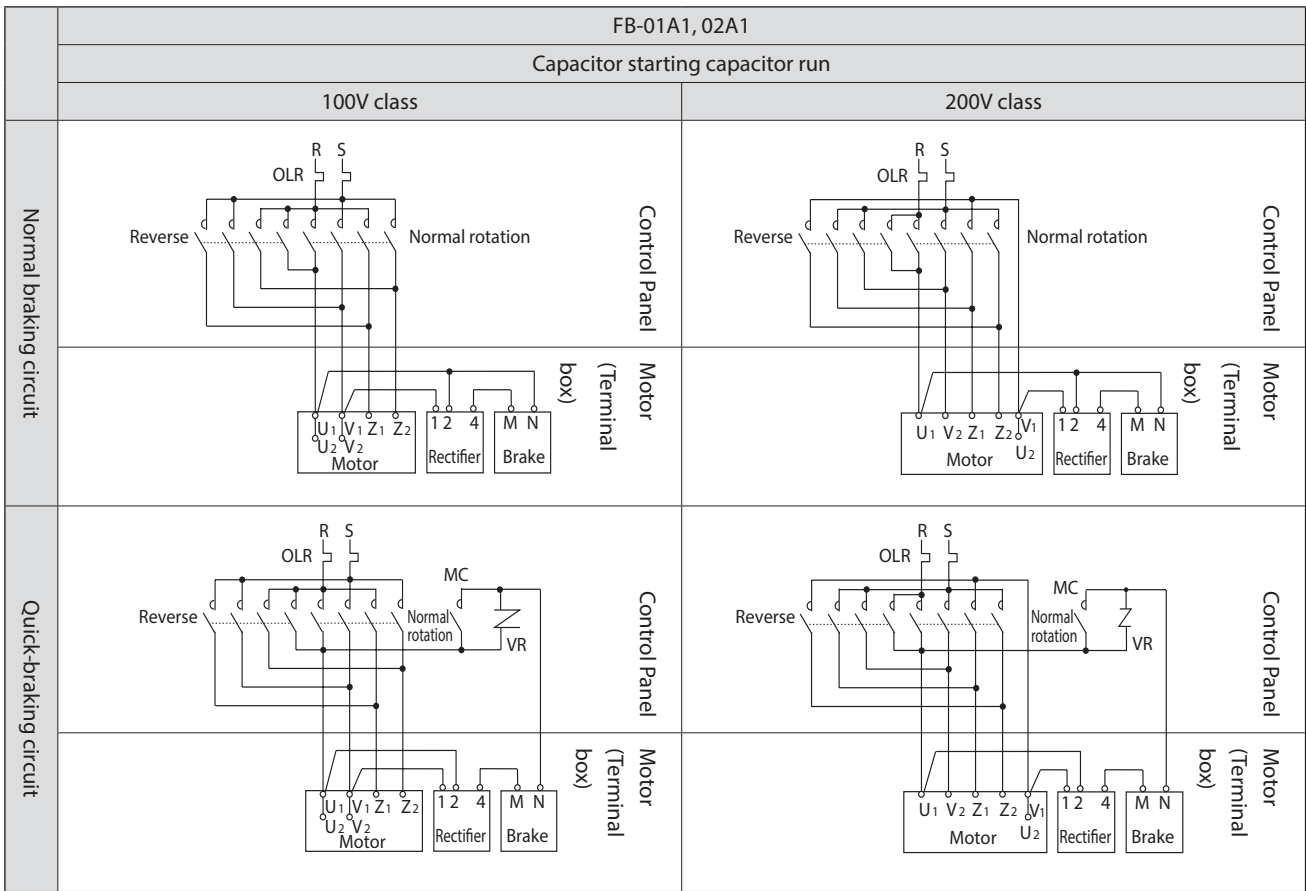 FB-01A1, 02A1
Capacitor starting capacitor run
100V class
200V class
Normal braking circuit
R S
OLR
Reverse
Normal rotation
Control Panel
U1 V1 Z1 Z2
U2 V2
Motor
1 2 4
Rectifier
M N
Brake
Motor
(Terminal
box)
R S
OLR
Reverse
Normal rotation
Control Panel
U1 V2 Z1 Z2 V1
U2
Motor
1 2 4
Rectifier
M N
Brake
Motor
(Terminal
box)
Quick-braking circuit
R S
OLR
MC
Reverse
Normal
rotation
VR
Control Panel
U1 V1 Z1 Z2
U2 V2
Motor
1 2 4
Rectifier
M N
Brake
Motor
(Terminal
box)
R S
OLR
MC
Reverse
Normal
rotation
VR
Control Panel
U1 V2 Z1 Z2 V1
U2
Motor
1 2 4
Rectifier
M N
Brake
Motor
(Terminal
box)